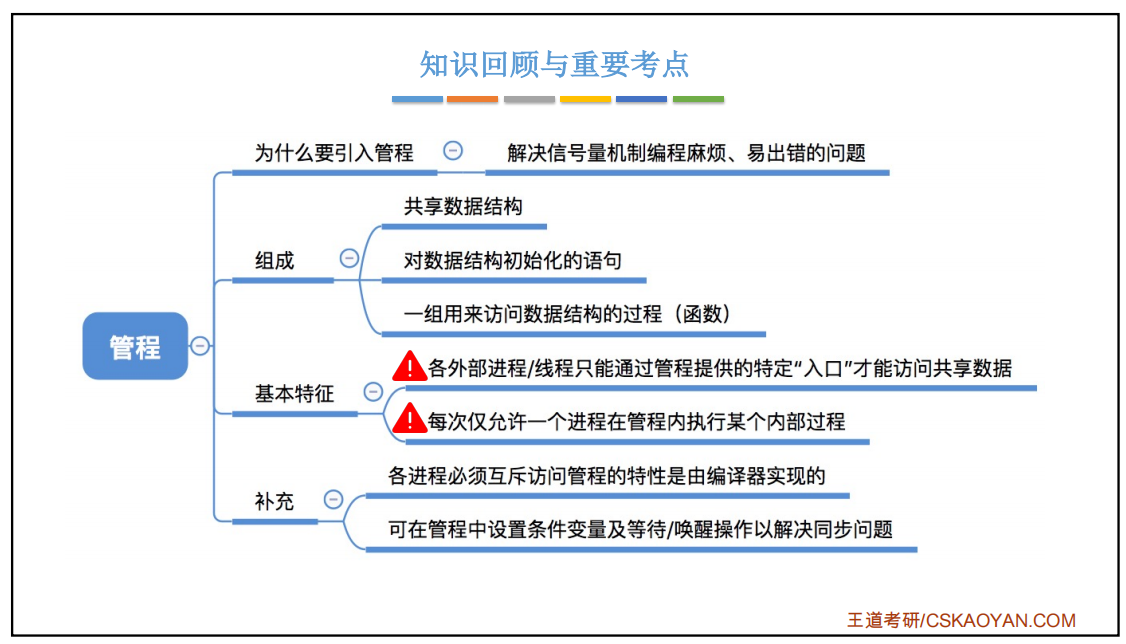 知识回顾与重要考点
为什么要引入管程
解决信号量机制编程麻烦、易出错的问题
共享数据结构
组成
对数据结构初始化的语句
一组用来访问数据结构的过程（函数）
管程
各外部进程/线程只能通过管程提供的特定“入口”才能访问共享数据
基本特征
每次仅允许一个进程在管程内执行某个内部过程
各进程必须互斥访问管程的特性是由编译器实现的
补充
可在管程中设置条件变量及等待/唤醒操作以解决同步问题
王道考研/CSKAOYAN.COM